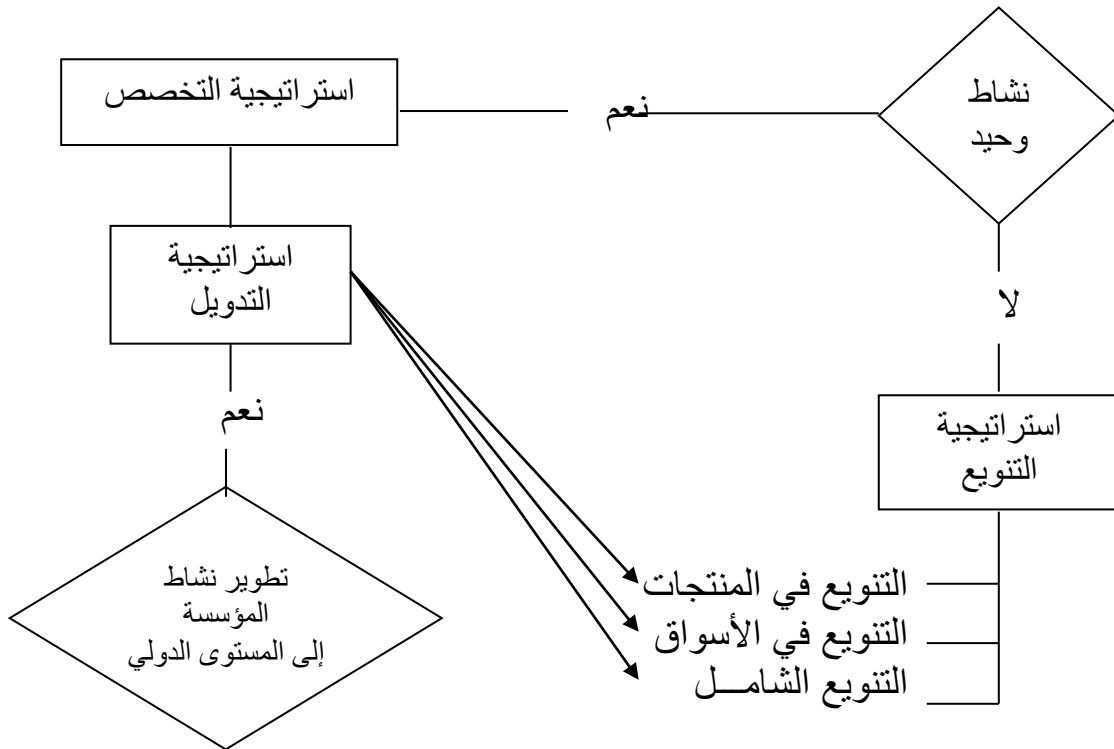 استراتيجية التخصص
نعم
نشاط
وحيد
استراتيجية
التدويل
لا
نعم
استراتيجية
التنويع
تطوير نشاط
المؤسسة
إلى المستوى الدولي
التنويع في المنتجات
التنويع في الأسواق
التنويع الشامــل